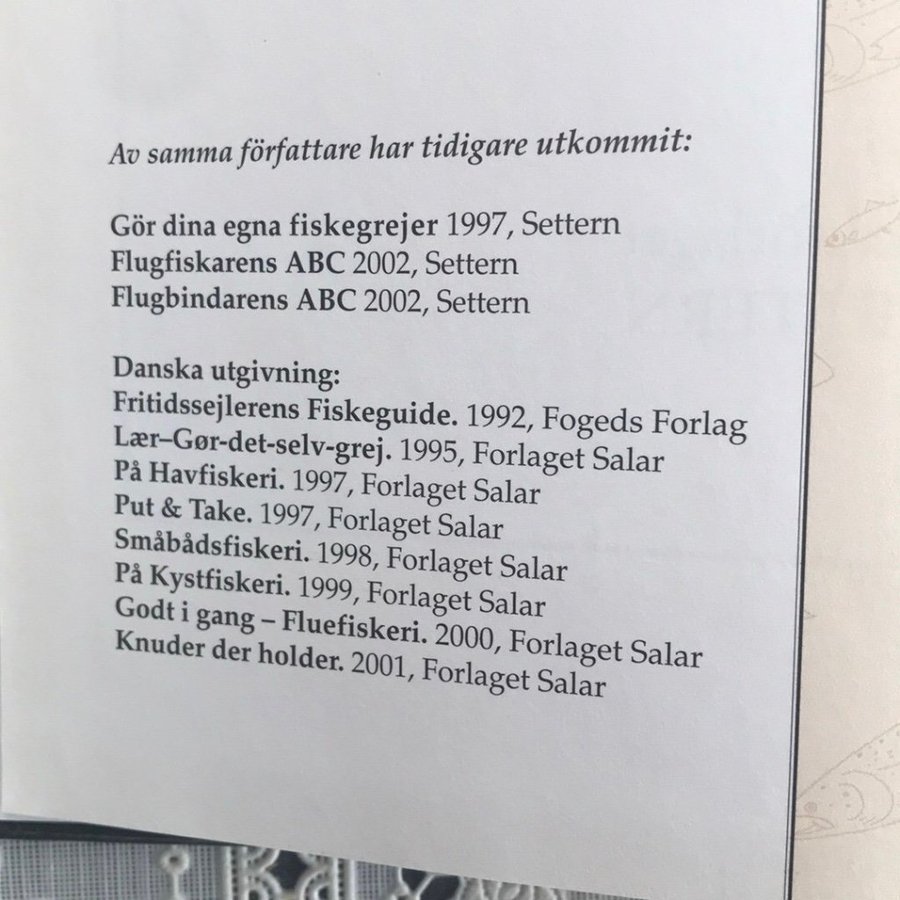 Av samma författare har tidigare utkommit:
Gör dina egna fiskegrejer 1997, Settern
Flugfiskarens ABC 2002, Settern
Flugbindarens ABC 2002, Settern
Danska utgivning:
Fritidssejlerens Fiskeguide. 1992, Fogeds Forlag
Lær–Gør-det-selv-grej. 1995, Forlaget Salar
På Havfiskeri. 1997, Forlaget Salar
Put & Take. 1997, Forlaget Salar
Småbådsfiskeri. 1998, Forlaget Salar
På Kystfiskeri. 1999, Forlaget Salar
Godt i gang – Fluefiskeri. 2000, Forlaget Salar
Knuder der holder. 2001, Forlaget Salar